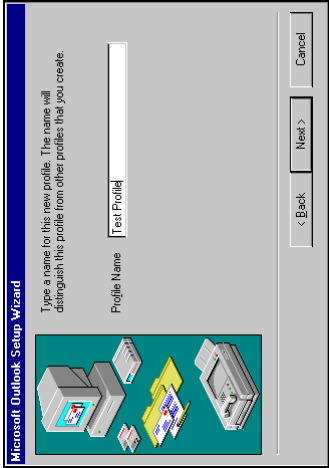 Microsoft Outlook Setup Wizard
Type a name for this new profile. The name will
distinguish this profile from other profiles that you create.
Profile Name
Test Profile
< Back
Next >
Cancel